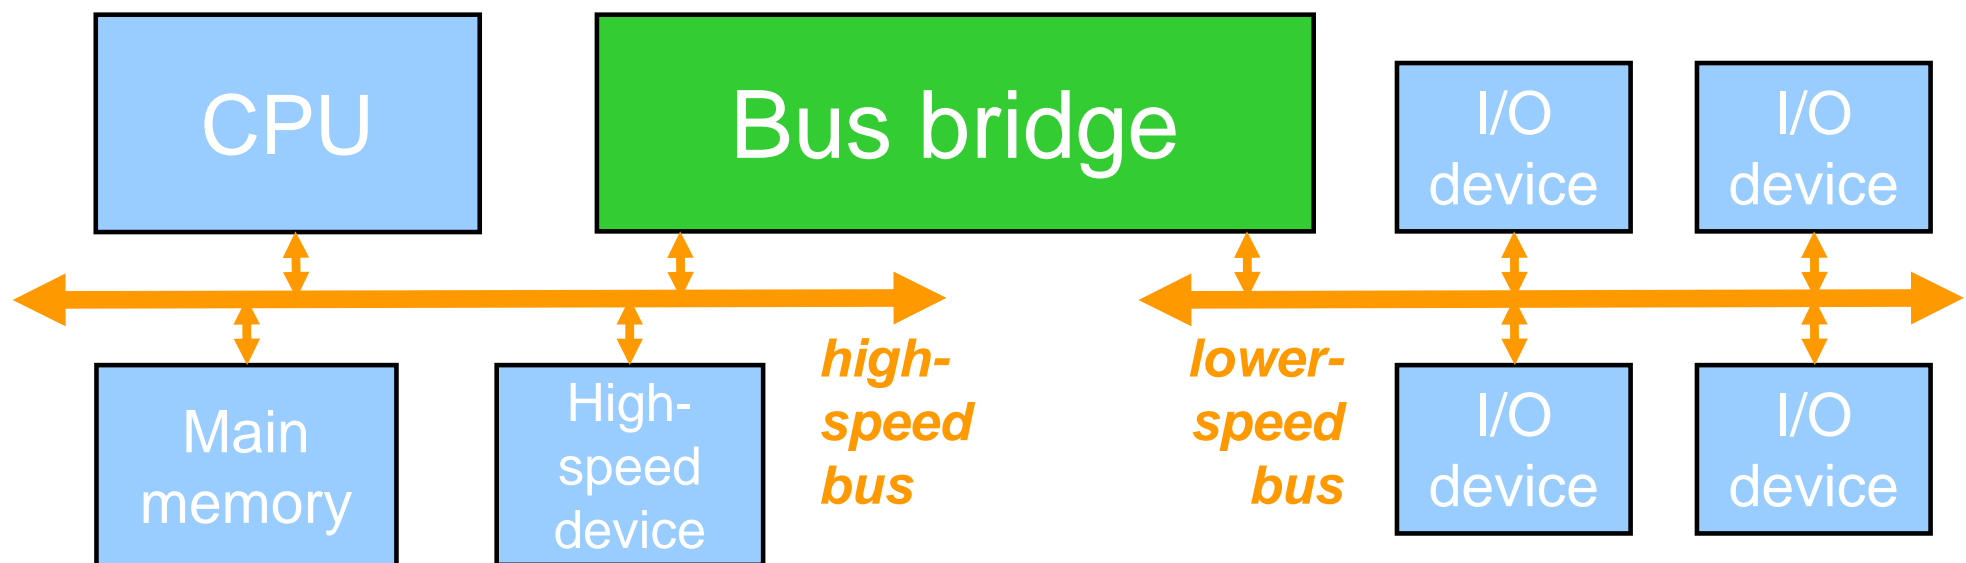 CPU
Bus bridge
I/O
device
I/O
device
Main
memory
High-
speed
device
high-
speed
bus
lower-
speed
bus
I/O
device
I/O
device